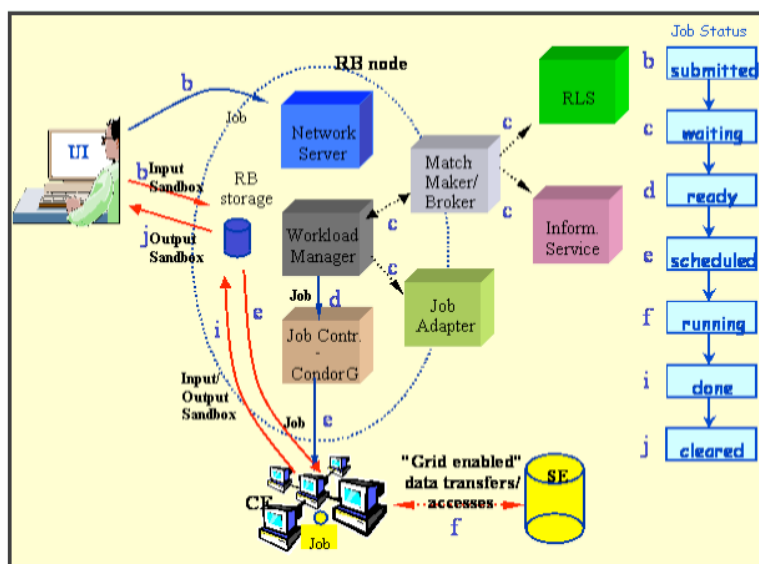 Job Status
RB node
b
submitted
b
Job
RLS
Network
Server
c
c
waiting
UI
Match
Maker/
Broker
b
Input
Sandbox
RB
storage
d
ready
c
c
j
Output
Sandbox
Workload
Manager
Inform.
Service
e
scheduled
c
Job
d
Job
Adapter
e
i
Job Contr.
-
CondorG
f
running
Input/
Output
Sandbox
Job
e
i
done
"Grid enabled"
data transfers/
accesses
SE
j
cleared
CE
f
Job